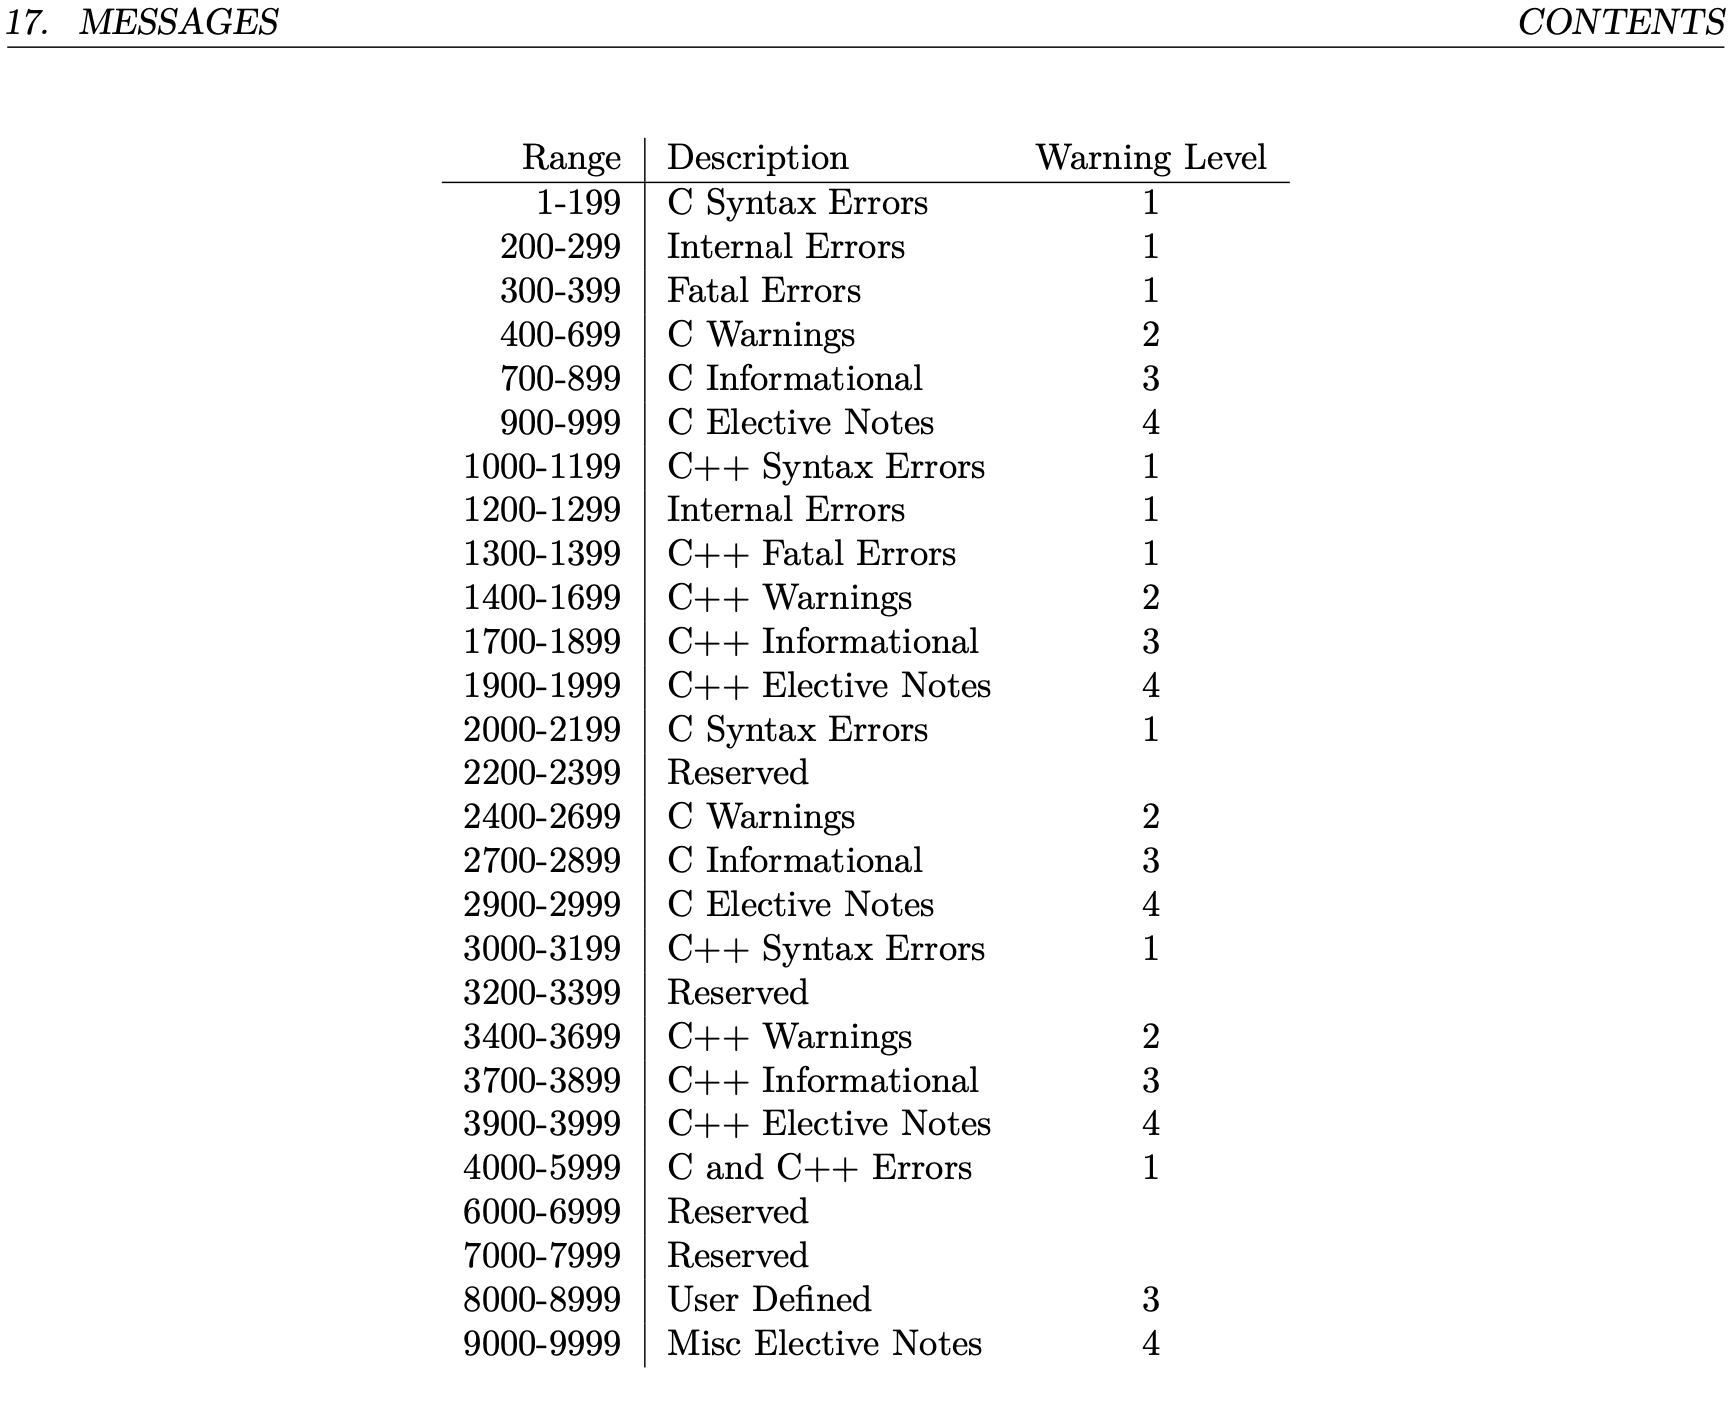 17. MESSAGES CONTENTS
Range Description Warning Level
1-199 C Syntax Errors 1
200-299 Internal Errors 1
300-399 Fatal Errors 1
400-699 C Warnings 2
700-899 C Informational 3
900-999 C Elective Notes 4
1000-1199 C++ Syntax Errors 1
1200-1299 Internal Errors 1
1300-1399 C++ Fatal Errors 1
1400-1699 C++ Warnings 2
1700-1899 C++ Informational 3
1900-1999 C++ Elective Notes 4
2000-2199 C Syntax Errors 1
2200-2399 Reserved
2400-2699 C Warnings 2
2700-2899 C Informational 3
2900-2999 C Elective Notes 4
3000-3199 C++ Syntax Errors 1
3200-3399 Reserved
3400-3699 C++ Warnings 2
3700-3899 C++ Informational 3
3900-3999 C++ Elective Notes 4
4000-5999 C and C++ Errors 1
6000-6999 Reserved
7000-7999 Reserved
8000-8999 User Defined 3
9000-9999 Misc Elective Notes 4